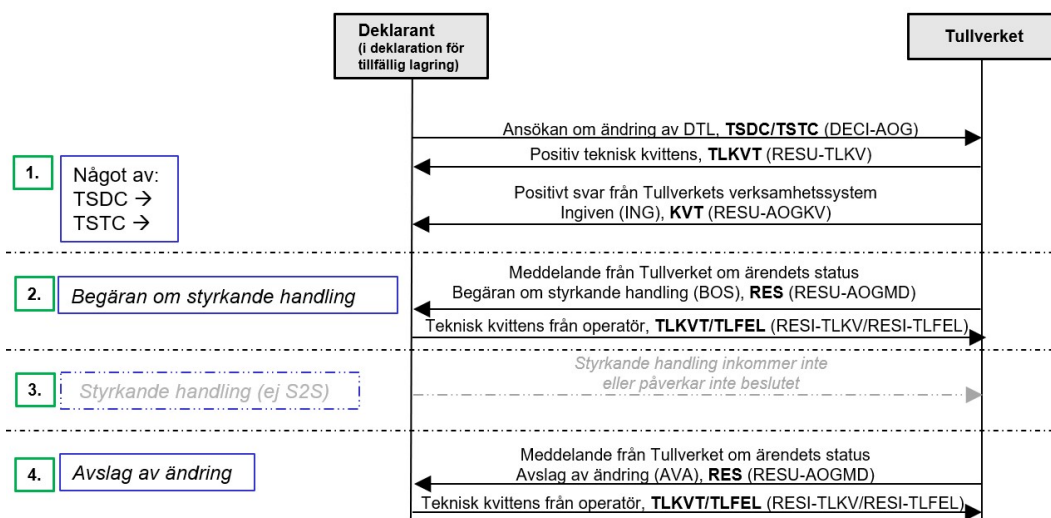 Deklarant
(i deklaration för
tillfällig lagring)
Tullverket
Ansökan om ändring av DTL, TSDC/TSTC (DECI-AOG)
Positiv teknisk kvittens, TLKVT (RESU-TLKV)
1.
Något av:
TSDC →
TSTC →
Positivt svar från Tullverkets verksamhetssystem
Ingiven (ING), KVT (RESU-AOGKV)
2.
Begäran om styrkande handling
Meddelande från Tullverket om ärendets status
Begäran om styrkande handling (BOS), RES (RESU-AOGMD)
Teknisk kvittens från operatör, TLKVT/TLFEL (RESI-TLKV/RESI-TLFEL)
3.
Styrkande handling (ej S2S)
Styrkande handling inkommer inte
eller påverkar inte beslutet
4.
Avslag av ändring
Meddelande från Tullverket om ärendets status
Avslag av ändring (AVA), RES (RESU-AOGMD)
Teknisk kvittens från operatör, TLKVT/TLFEL (RESI-TLKV/RESI-TLFEL)